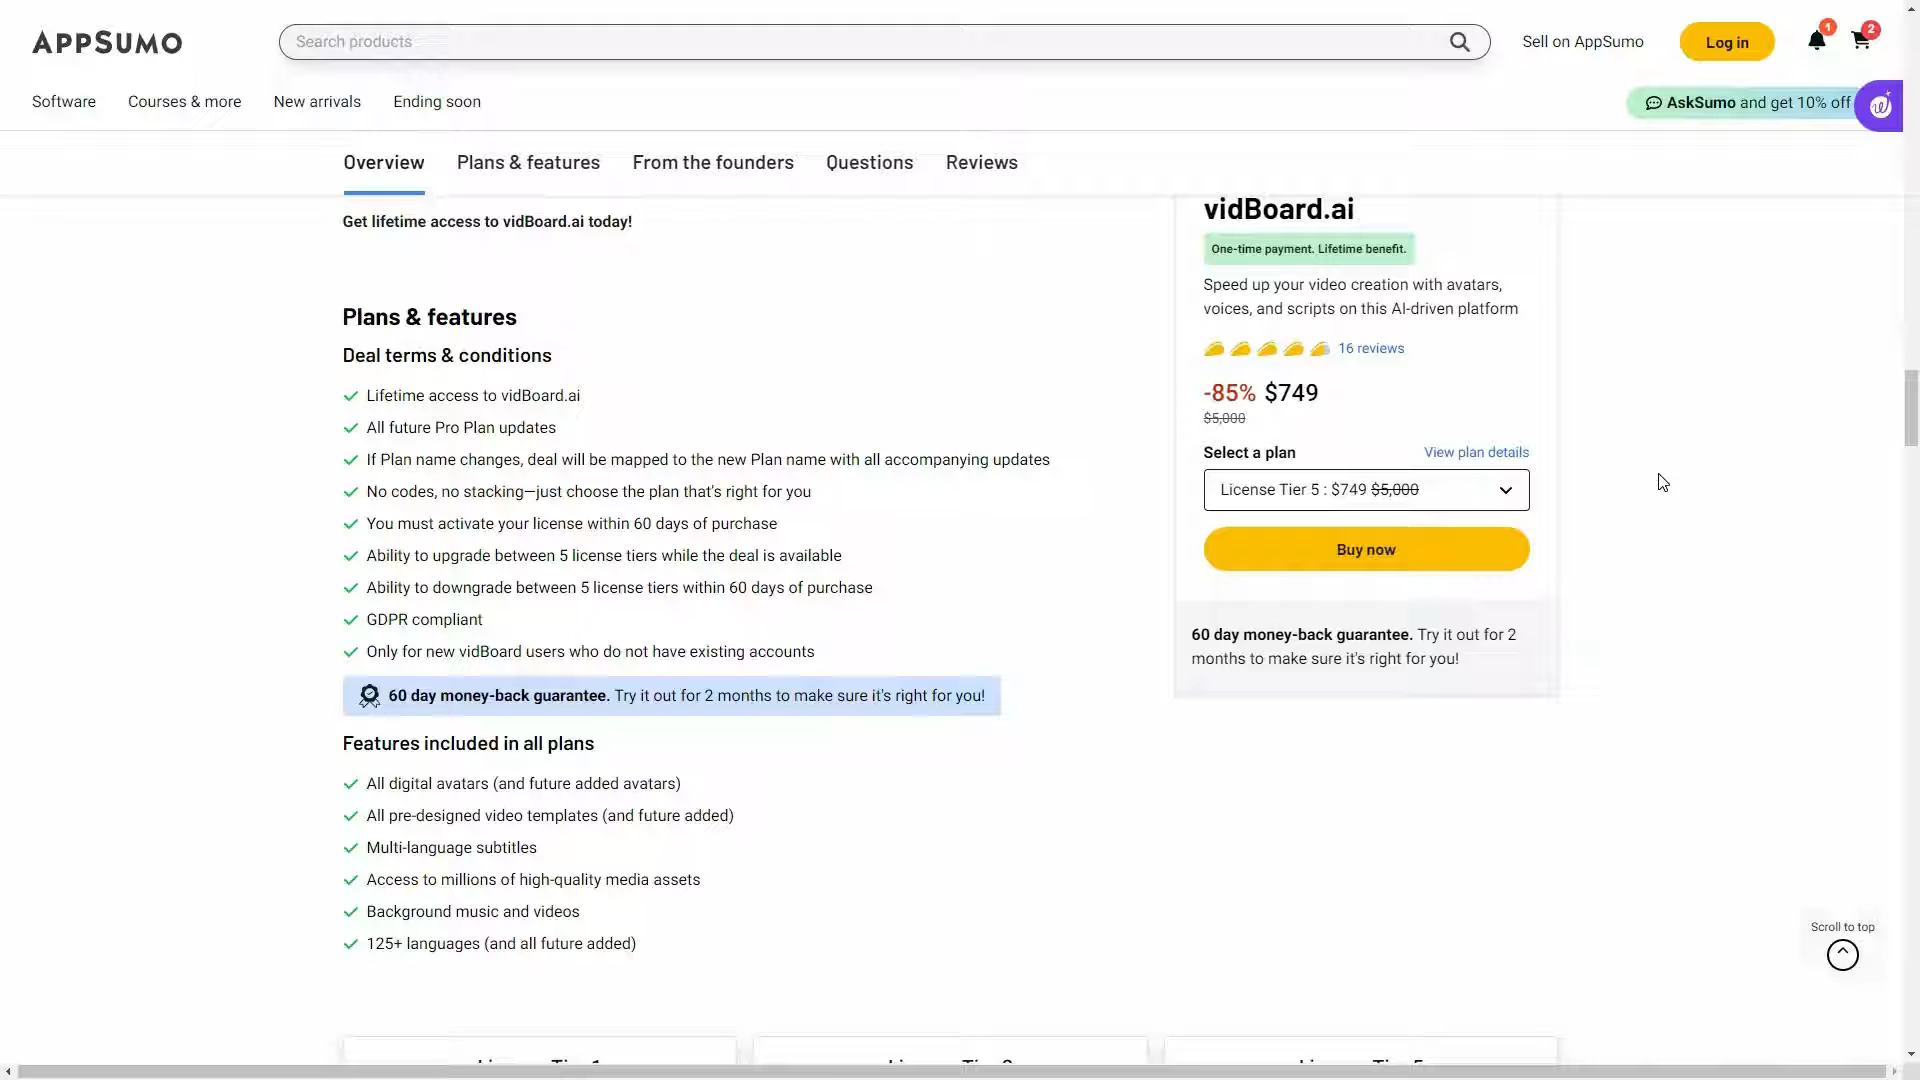 APPSUMO
Search products
Sell on AppSumo
Log in
1
2
Software
Courses & more
New arrivals
Ending soon
AskSumo and get 10% off
Overview
Plans & features
From the founders
Questions
Reviews
Get lifetime access to vidBoard.ai today!
Plans & features
Deal terms & conditions
Lifetime access to vidBoard.ai
All future Pro Plan updates
If Plan name changes, deal will be mapped to the new Plan name with all accompanying updates
No codes, no stacking—just choose the plan that's right for you
You must activate your license within 60 days of purchase
Ability to upgrade between 5 license tiers while the deal is available
Ability to downgrade between 5 license tiers within 60 days of purchase
GDPR compliant
Only for new vidBoard users who do not have existing accounts
60 day money-back guarantee. Try it out for 2 months to make sure it's right for you!
Features included in all plans
All digital avatars (and future added avatars)
All pre-designed video templates (and future added)
Multi-language subtitles
Access to millions of high-quality media assets
Background music and videos
125+ languages (and all future added)
vidBoard.ai
One-time payment. Lifetime benefit.
Speed up your video creation with avatars,
voices, and scripts on this AI-driven platform
16 reviews
-85% $749
$5,000
Select a plan
View plan details
License Tier 5 : $749 $5,000
Buy now
60 day money-back guarantee. Try it out for 2
months to make sure it's right for you!
Scroll to top